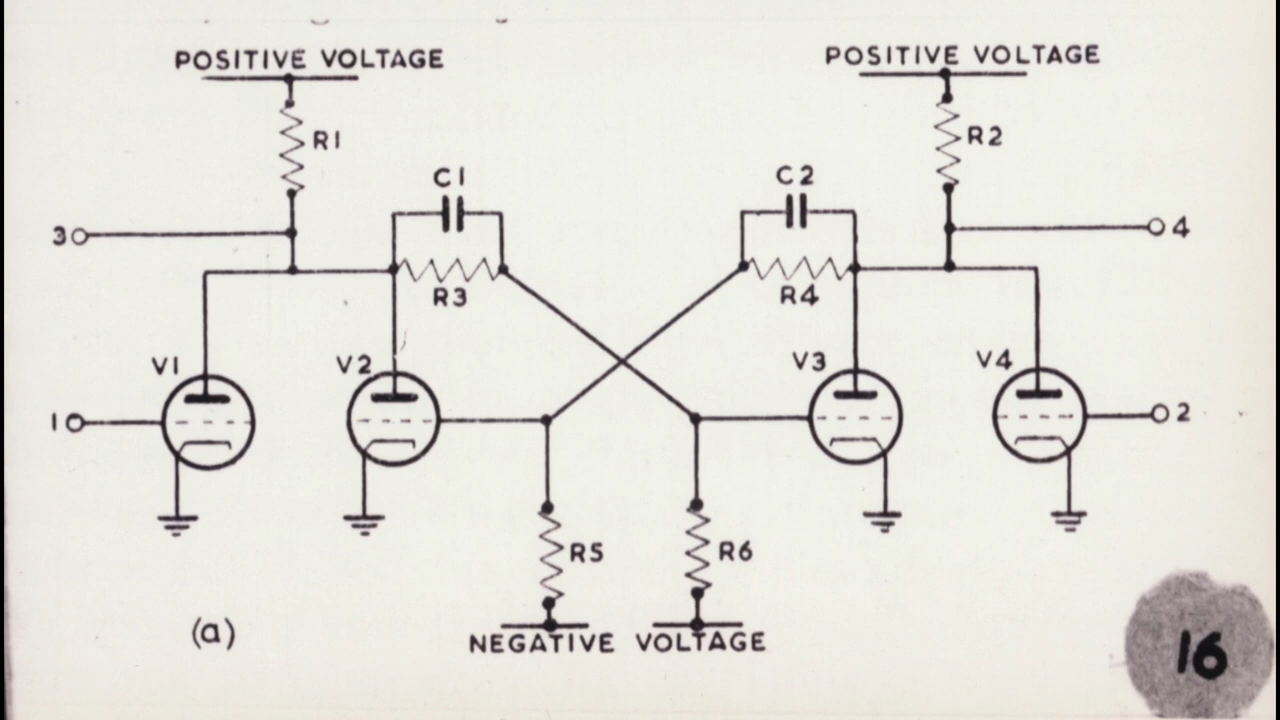 POSITIVE VOLTAGE
POSITIVE VOLTAGE
R1
R2
C1
C2
3
4
R3
R4
V1
V2
V3
V4
1
2
R5
R6
(a)
NEGATIVE VOLTAGE
16